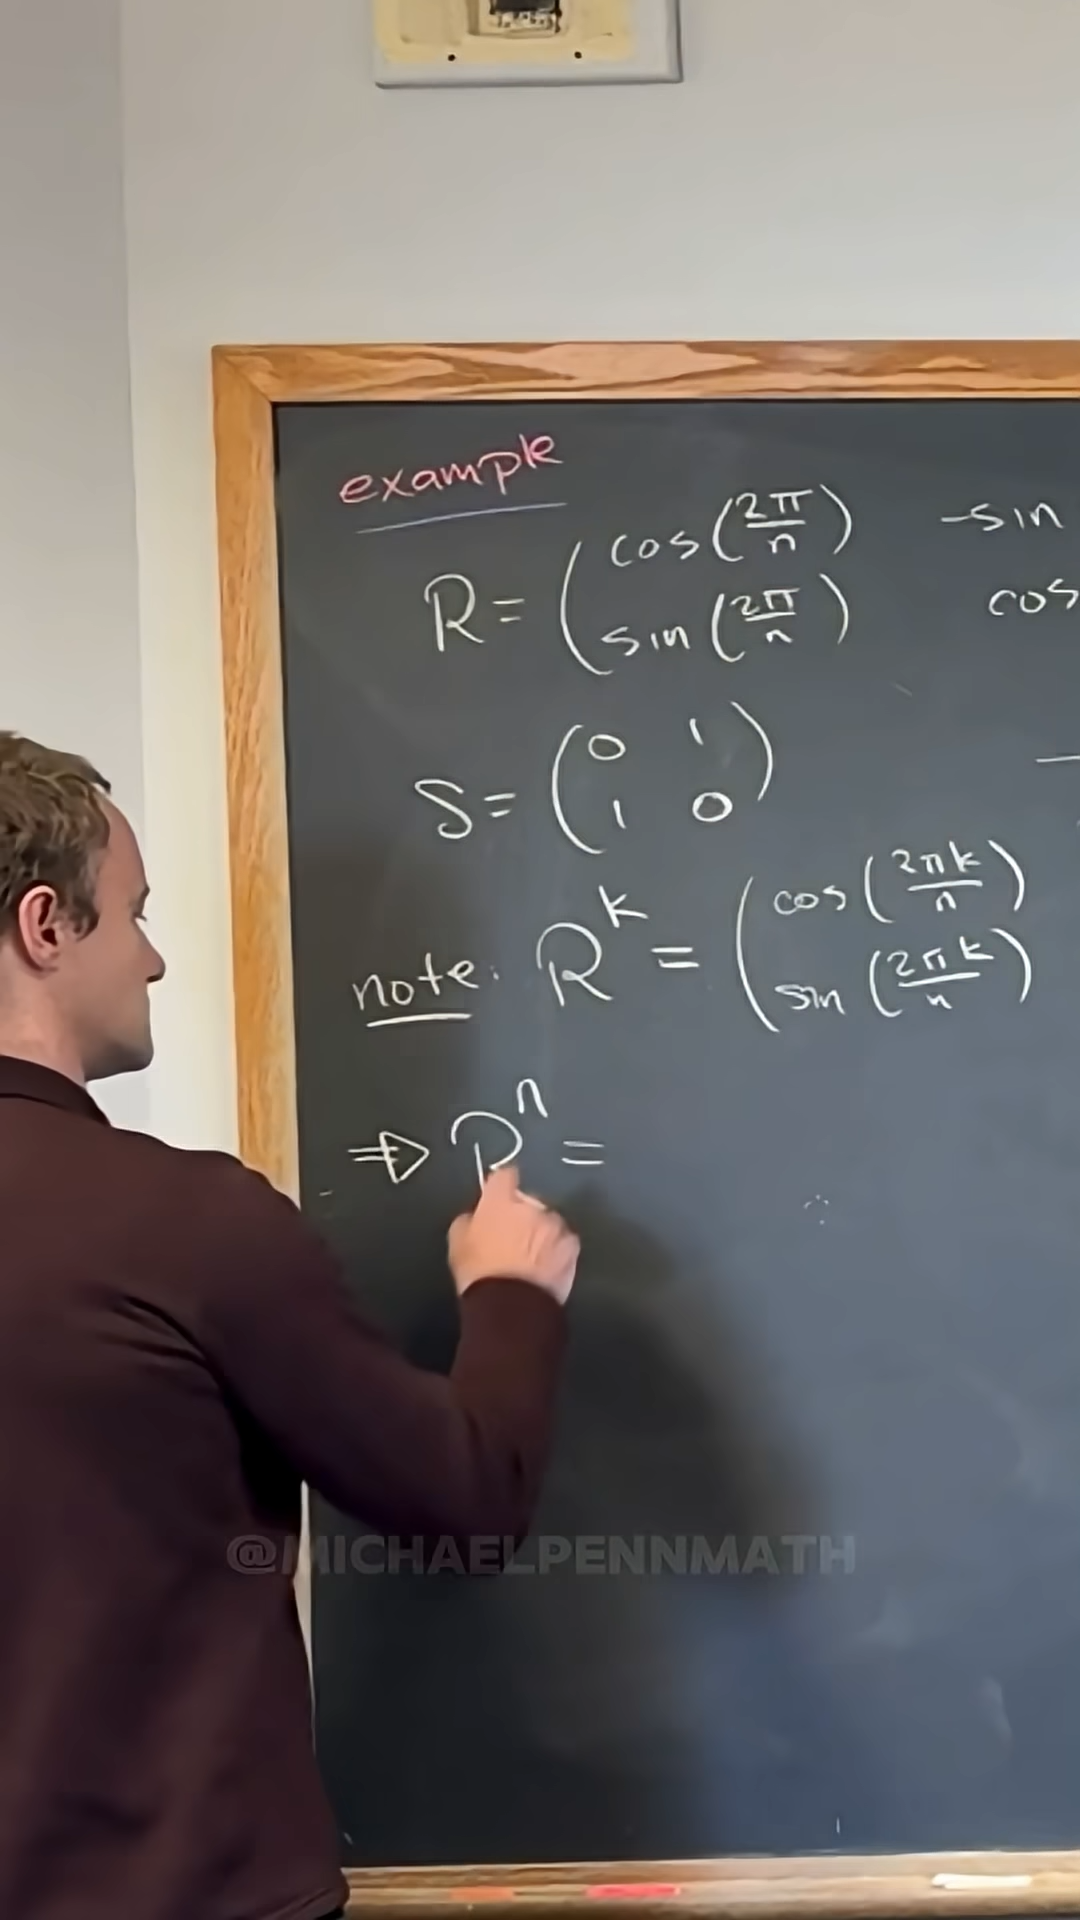 example
R = ( cos(2π/n) -sin
sin(2π/n) cos
S = ( 0 1
1 0 )
note: R^k = ( cos(2πk/n)
sin(2πk/n)
⇒ R^n =
@MICHAELPENNMATH